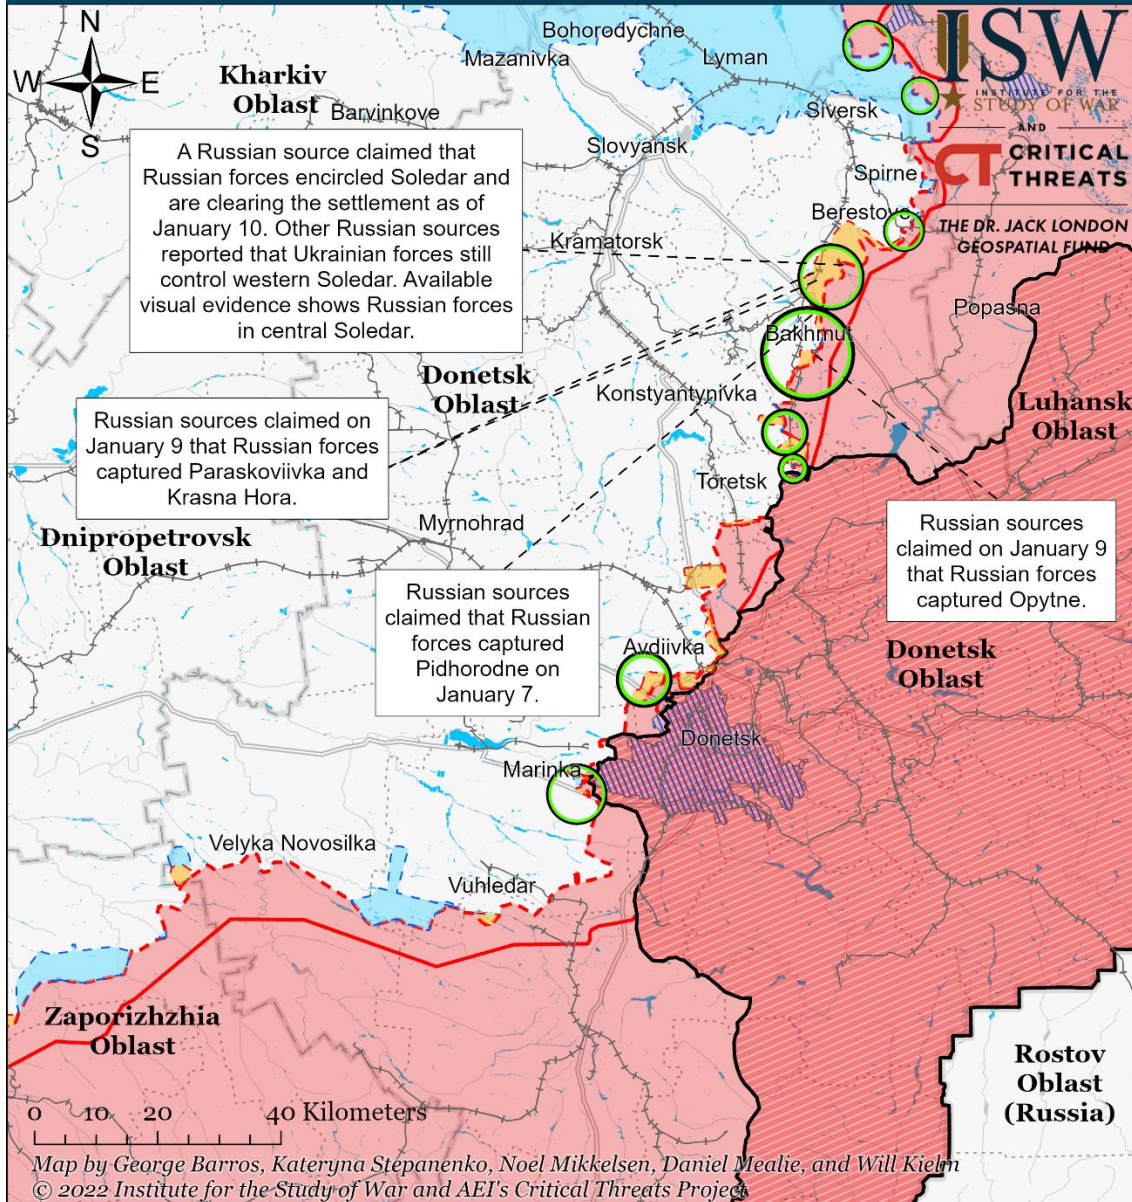 N
W
E
S
ISW
INSTITUTE FOR THE
STUDY OF WAR
AND
CT CRITICAL
THREATS
THE DR. JACK LONDON
GEOSPATIAL FUND
Bohorodychne
Mazanivka
Lyman
Kharkiv
Oblast
Barvinkove
Siversk
Slovyansk
A Russian source claimed that
Russian forces encircled Soledar and
are clearing the settlement as of
January 10. Other Russian sources
reported that Ukrainian forces still
control western Soledar. Available
visual evidence shows Russian forces
in central Soledar.
Spirne
Berestove
Kramatorsk
Popasna
Bakhmut
Donetsk
Oblast
Konstyantynivka
Luhansk
Oblast
Russian sources claimed on
January 9 that Russian forces
captured Paraskoviivka and
Krasna Hora.
Toretsk
Myrnohrad
Dnipropetrovsk
Oblast
Russian sources
claimed on January 9
that Russian forces
captured Opytne.
Russian sources
claimed that Russian
forces captured
Pidhorodne on
January 7.
Avdiivka
Donetsk
Oblast
Donetsk
Marinka
Velyka Novosilka
Vuhledar
Zaporizhzhia
Oblast
Rostov
Oblast
(Russia)
0 10 20 40 Kilometers
Map by George Barros, Kateryna Stepanenko, Noel Mikkelsen, Daniel Mealie, and Will Kielm
© 2022 Institute for the Study of War and AEI's Critical Threats Project